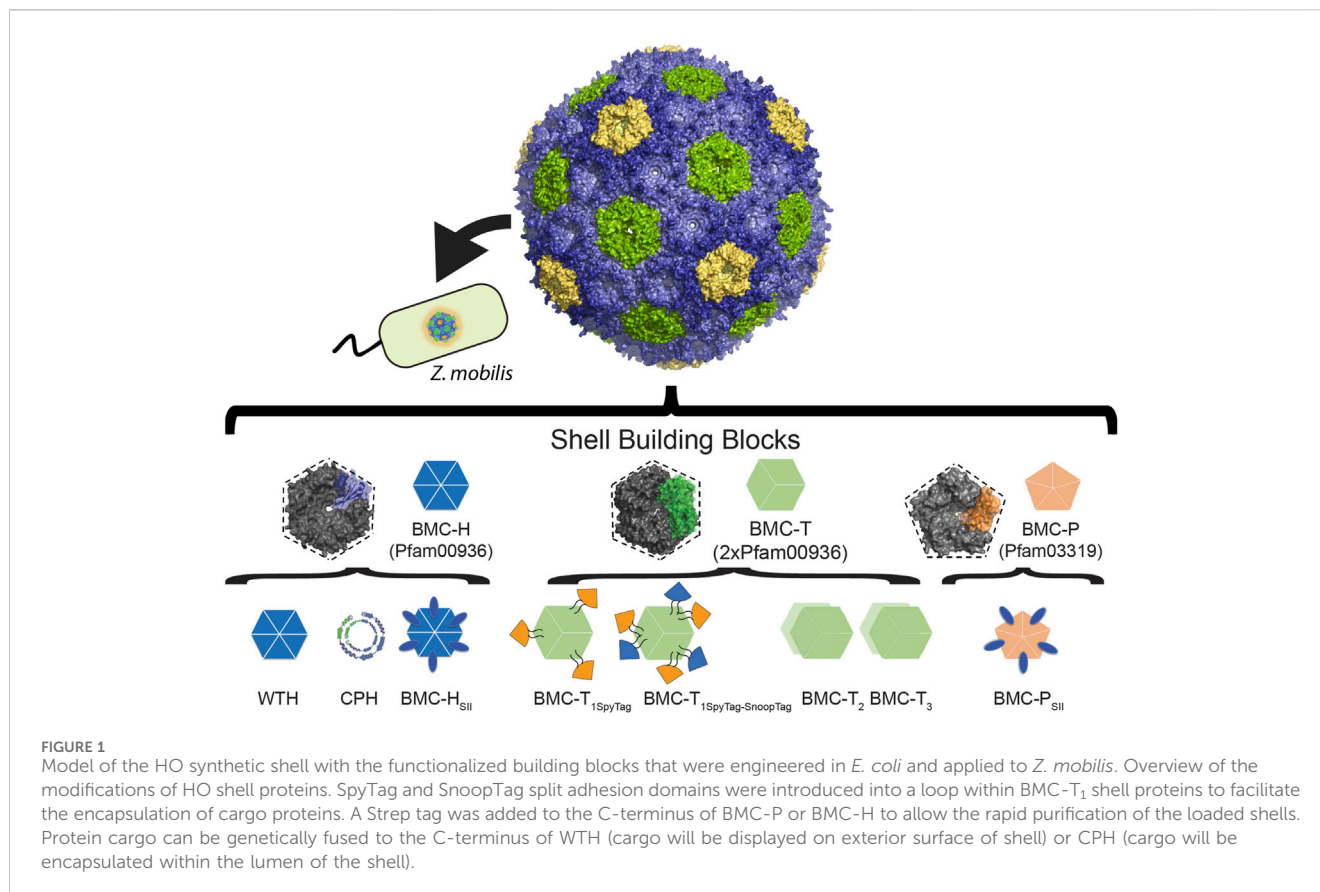 Z. mobilis
Shell Building Blocks
BMC-H
(Pfam00936)
BMC-T
(2xPfam00936)
BMC-P
(Pfam03319)
WTH CPH BMC-H SII BMC-T 1SpyTag BMC-T 1SpyTag-SnoopTag BMC-T 2 BMC-T 3 BMC-P SII
FIGURE 1
Model of the HO synthetic shell with the functionalized building blocks that were engineered in E. coli and applied to Z. mobilis. Overview of the
modifications of HO shell proteins. SpyTag and SnoopTag split adhesion domains were introduced into a loop within BMC-T1 shell proteins to facilitate
the encapsulation of cargo proteins. A Strep tag was added to the C-terminus of BMC-P or BMC-H to allow the rapid purification of the loaded shells.
Protein cargo can be genetically fused to the C-terminus of WTH (cargo will be displayed on exterior surface of shell) or CPH (cargo will be
encapsulated within the lumen of the shell).